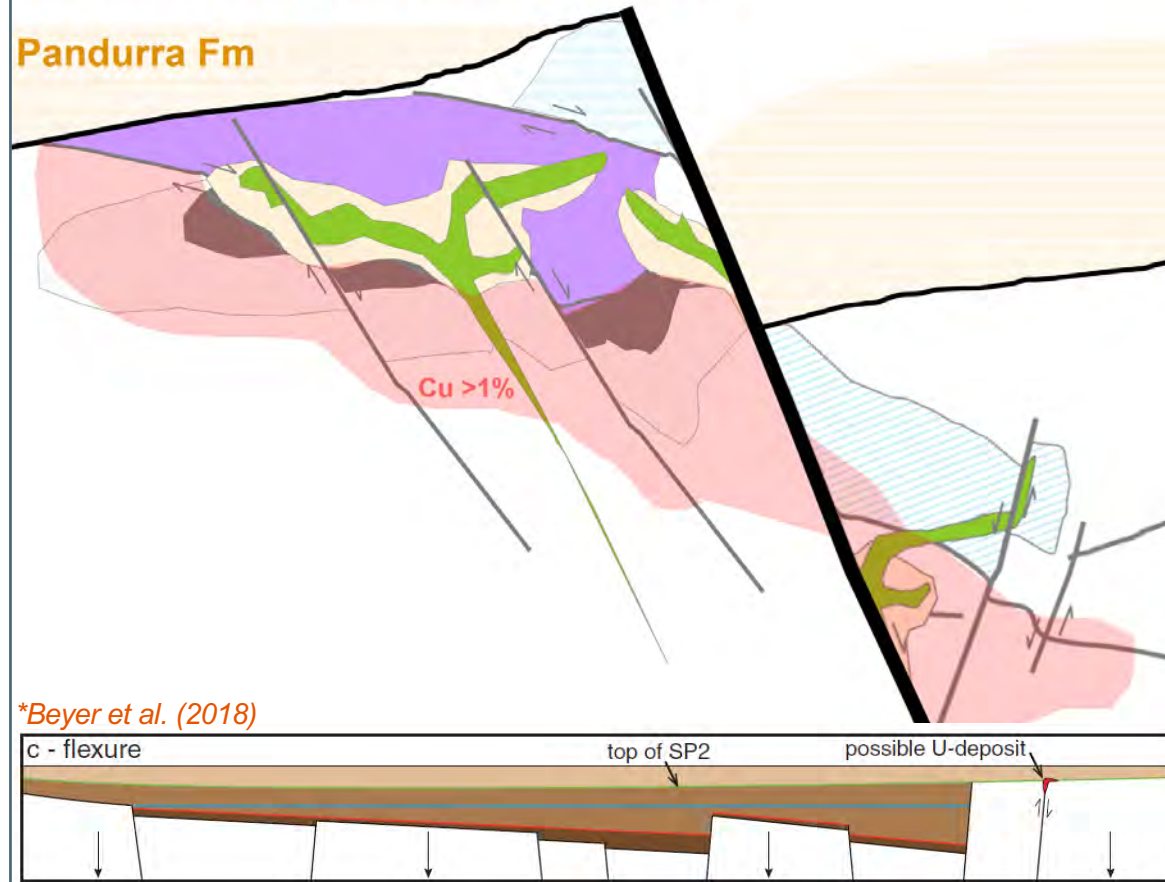 Pandurra Fm
Cu >1%
*Beyer et al. (2018)
c - flexure
top of SP2
possible U-deposit